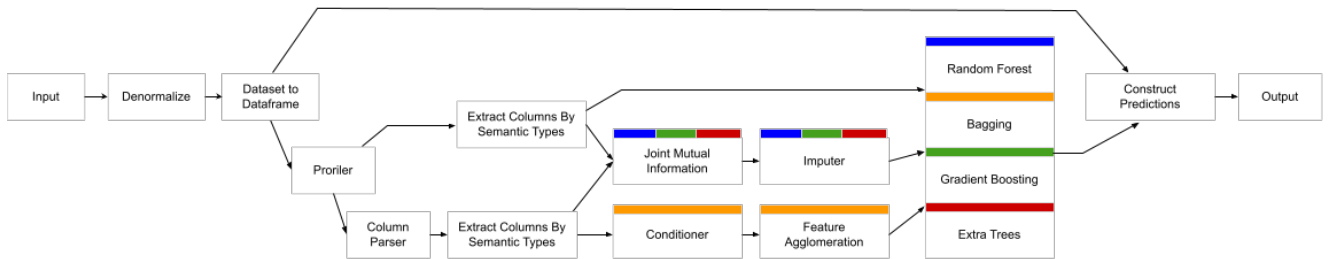 Input
Denormalize
Dataset to
Dataframe
Proriler
Column
Parser
Extract Columns By
Semantic Types
Extract Columns By
Semantic Types
Joint Mutual
Information
Imputer
Conditioner
Feature
Agglomeration
Random Forest
Bagging
Gradient Boosting
Extra Trees
Construct
Predictions
Output